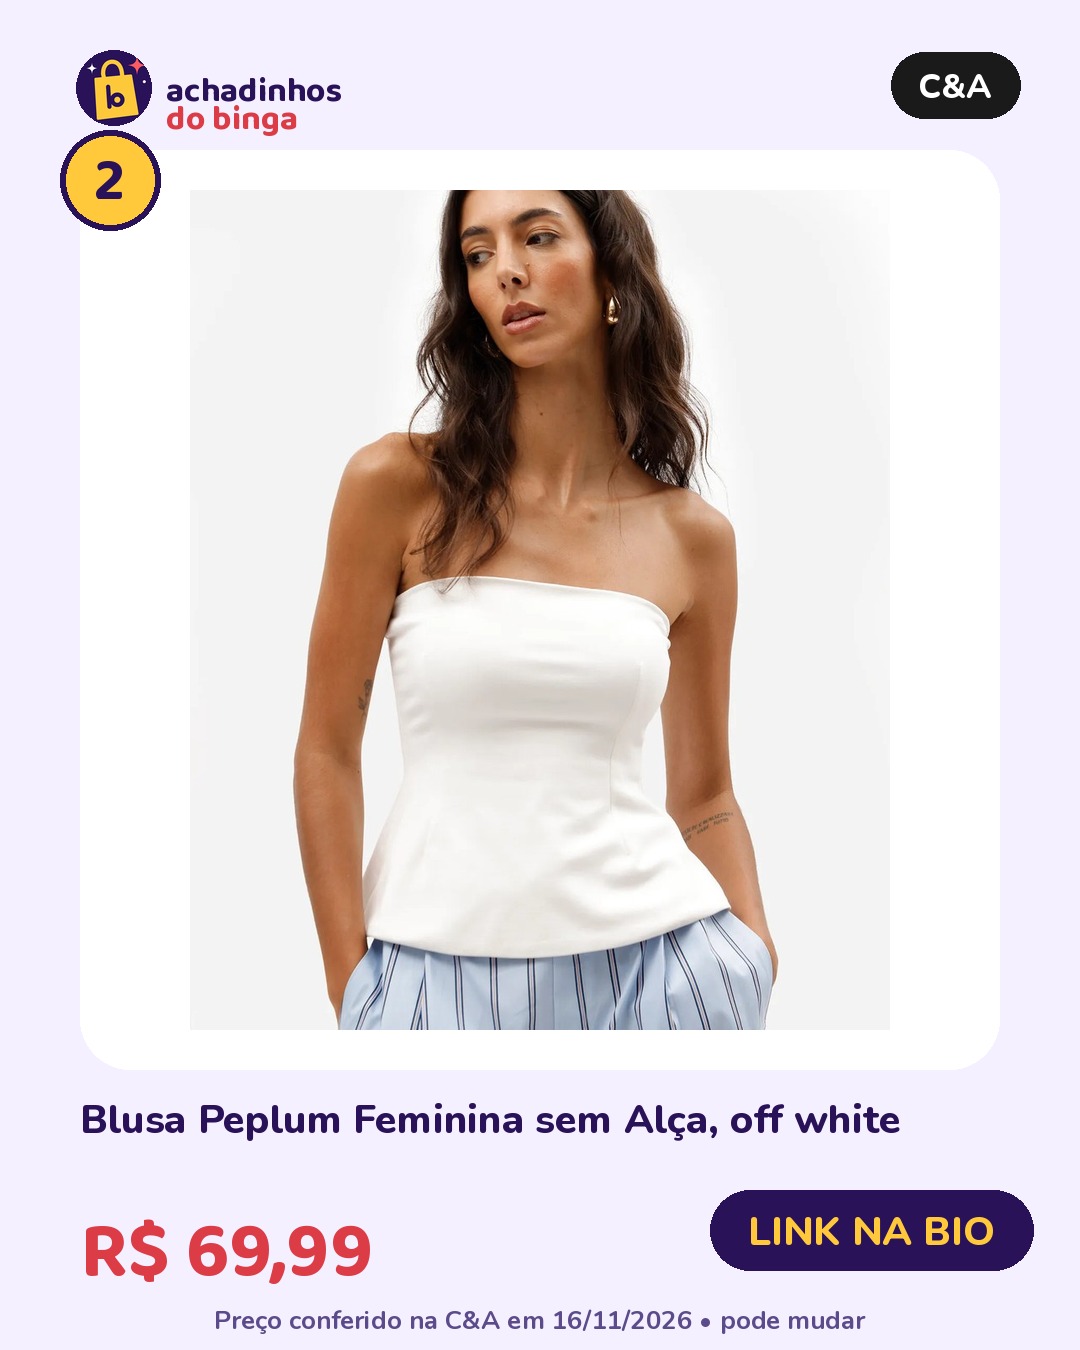 b
achadinhos
do binga
C&A
2
Blusa Peplum Feminina sem Alça, off white
R$ 69,99
LINK NA BIO
Preço conferido na C&A em 16/11/2026 • pode mudar